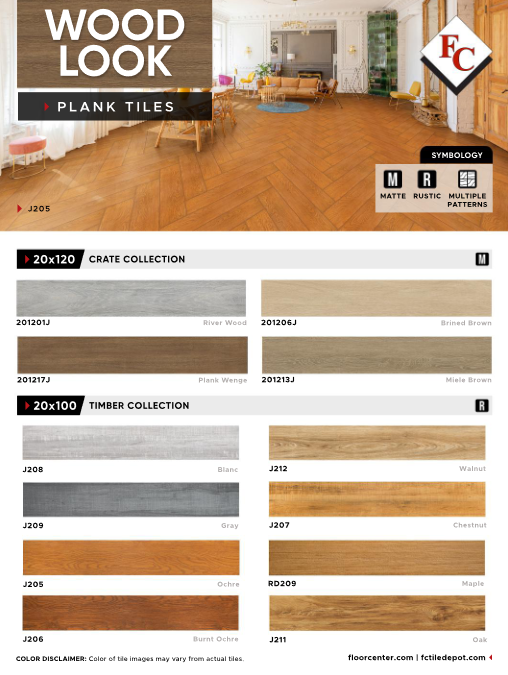 WOOD
LOOK
PLANK TILES
FC
SYMBOLOGY
M R
MATTE RUSTIC MULTIPLE
PATTERNS
J205
20x120 CRATE COLLECTION M
201201J River Wood 201206J Brined Brown
201217J Plank Wenge 201213J Miele Brown
20x100 TIMBER COLLECTION R
J208 Blanc J212 Walnut
J209 Gray J207 Chestnut
J205 Ochre RD209 Maple
J206 Burnt Ochre J211 Oak
COLOR DISCLAIMER: Color of tile images may vary from actual tiles. floorcenter.com | fctiledepot.com